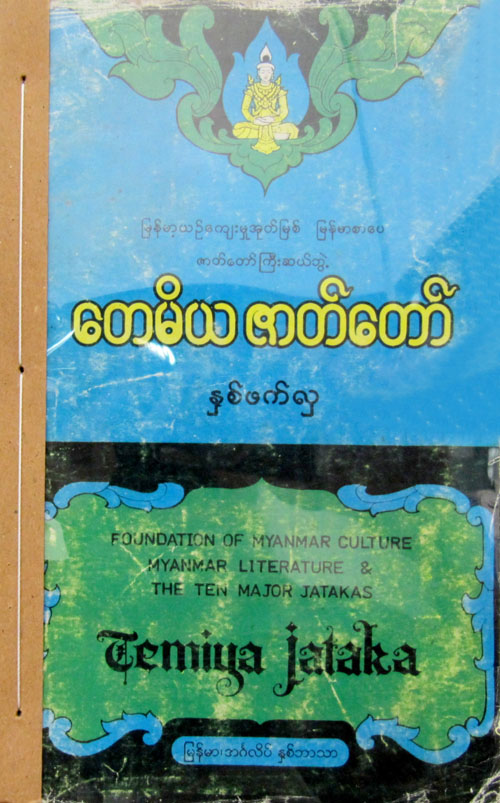 မြန်မာ့ယဉ်ကျေးမှုအုတ်မြစ် မြန်မာစာပေ
ဇာတ်တော်ကြီးဆယ်ဘွဲ့
တေမိယဇာတ်တော်
နှစ်ဖက်လှ
FOUNDATION OF MYANMAR CULTURE
MYANMAR LITERATURE &
THE TEN MAJOR JATAKAS
Temiya Jataka
မြန်မာ၊အင်္ဂလိပ် နှစ်ဘာသာ